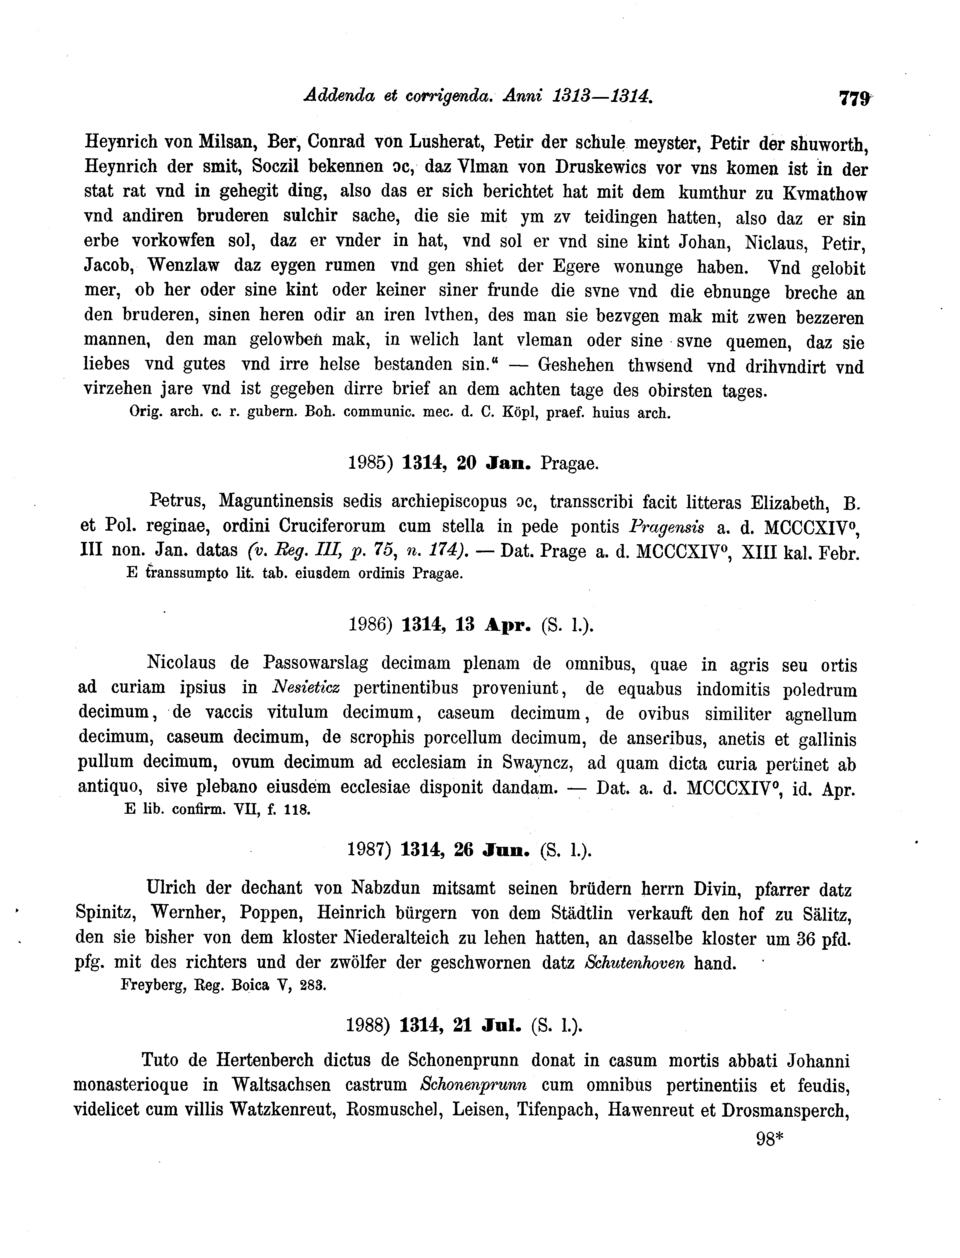 Addenda et corrigenda. Anni 1313—1314. 779
Heynrich von Milsan, Ber, Conrad von Lusherat, Petir der schule meyster, Petir der shuworth,
Heynrich der smit, Soczil bekennen ɔc, daz Vlman von Druskewics vor vns komen ist in der
stat rat vnd in gehegit ding, also das er sich berichtet hat mit dem kumthur zu Kvmathow
vnd andiren bruderen sulchir sache, die sie mit ym zv teidingen hatten, also daz er sin
erbe vorkowfen sol, daz er vnder in hat, vnd sol er vnd sine kint Johan, Niclaus, Petir,
Jacob, Wenzlaw daz eygen rumen vnd gen shiet der Egere wonunge haben. Vnd gelobit
mer, ob her oder sine kint oder keiner siner frunde die svne vnd die ebnunge breche an
den bruderen, sinen heren odir an iren lvthen, des man sie bezvgen mak mit zwen bezzeren
mannen, den man gelowben mak, in welich lant vleman oder sine svne quemen, daz sie
liebes vnd gutes vnd irre helse bestanden sin.“ — Geshehen thwsend vnd drihvndirt vnd
virzehen jare vnd ist gegeben dirre brief an dem achten tage des obirsten tages.
Orig. arch. c. r. gubern. Boh. communic. mec. d. C. Köpl, praef. huius arch.
1985) 1314, 20 Jan. Pragae.
Petrus, Maguntinensis sedis archiepiscopus ɔc, transscribi facit litteras Elizabeth, B.
et Pol. reginae, ordini Cruciferorum cum stella in pede pontis Pragensis a. d. MCCCXIV⁰,
III non. Jan. datas (v. Reg. III, p. 75, n. 174). — Dat. Prage a. d. MCCCXIV⁰, XIII kal. Febr.
E transsumpto lit. tab. eiusdem ordinis Pragae.
1986) 1314, 13 Apr. (S. l.).
Nicolaus de Passowarslag decimam plenam de omnibus, quae in agris seu ortis
ad curiam ipsius in Nesieticz pertinentibus proveniunt, de equabus indomitis poledrum
decimum, de vaccis vitulum decimum, caseum decimum, de ovibus similiter agnellum
decimum, caseum decimum, de scrophis porcellum decimum, de anseribus, anetis et gallinis
pullum decimum, ovum decimum ad ecclesiam in Swayncz, ad quam dicta curia pertinet ab
antiquo, sive plebano eiusdem ecclesiae disponit dandam. — Dat. a. d. MCCCXIV⁰, id. Apr.
E lib. confirm. VII, f. 118.
1987) 1314, 26 Jun. (S. l.).
Ulrich der dechant von Nabzdun mitsamt seinen brüdern herrn Divin, pfarrer datz
Spinitz, Wernher, Poppen, Heinrich bürgern von dem Städtlin verkauft den hof zu Sälitz,
den sie bisher von dem kloster Niederalteich zu lehen hatten, an dasselbe kloster um 36 pfd.
pfg. mit des richters und der zwölfer der geschwornen datz Schutenhoven hand.
Freyberg, Reg. Boica V, 283.
1988) 1314, 21 Jul. (S. l.).
Tuto de Hertenberch dictus de Schonenprunn donat in casum mortis abbati Johanni
monasterioque in Waltsachsen castrum Schonenprunn cum omnibus pertinentiis et feudis,
videlicet cum villis Watzkenreut, Rosmuschel, Leisen, Tifenpach, Hawenreut et Drosmansperch,
98*